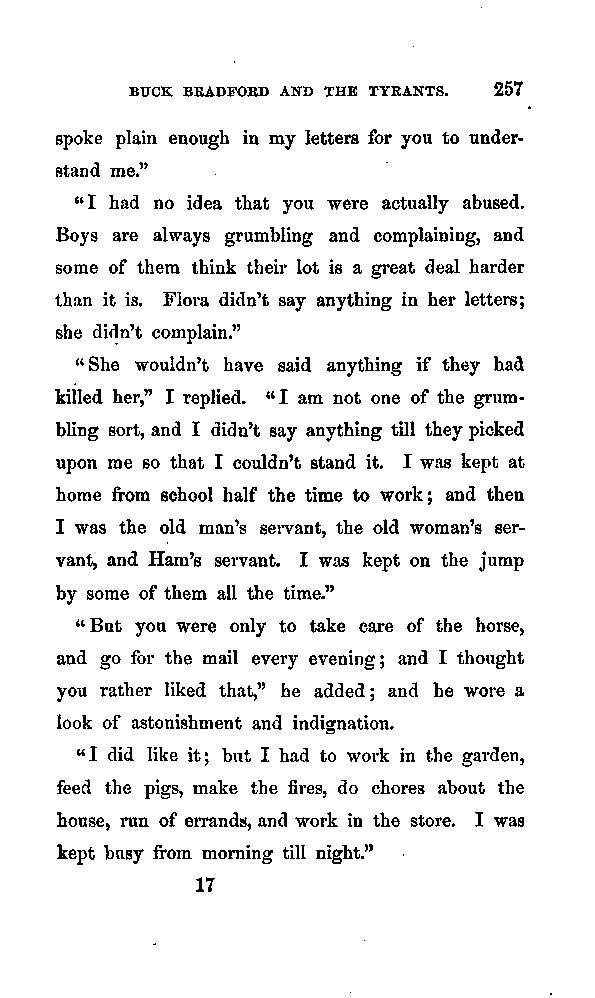 BUCK BRADFORD AND THE TYRANTS. 257
spoke plain enough in my letters for you to under-
stand me.”
“I had no idea that you were actually abused.
Boys are always grumbling and complaining, and
some of them think their lot is a great deal harder
than it is. Flora didn’t say anything in her letters;
she didn’t complain.”
“She wouldn’t have said anything if they had
killed her,” I replied. “I am not one of the grum-
bling sort, and I didn’t say anything till they picked
upon me so that I couldn’t stand it. I was kept at
home from school half the time to work; and then
I was the old man’s servant, the old woman’s ser-
vant, and Ham’s servant. I was kept on the jump
by some of them all the time.”
“But you were only to take care of the horse,
and go for the mail every evening; and I thought
you rather liked that,” he added; and he wore a
look of astonishment and indignation.
“I did like it; but I had to work in the garden,
feed the pigs, make the fires, do chores about the
house, run of errands, and work in the store. I was
kept busy from morning till night.”
17